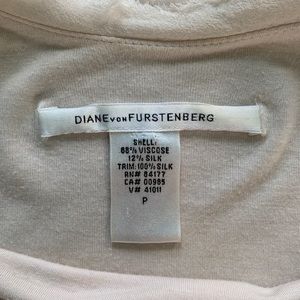 DIANE VON FURSTENBERG
SHELL:
88% VISCOSE
12% SILK
TRIM:100% SILK
RN# 84177
CA# 00985
V# 41011
P